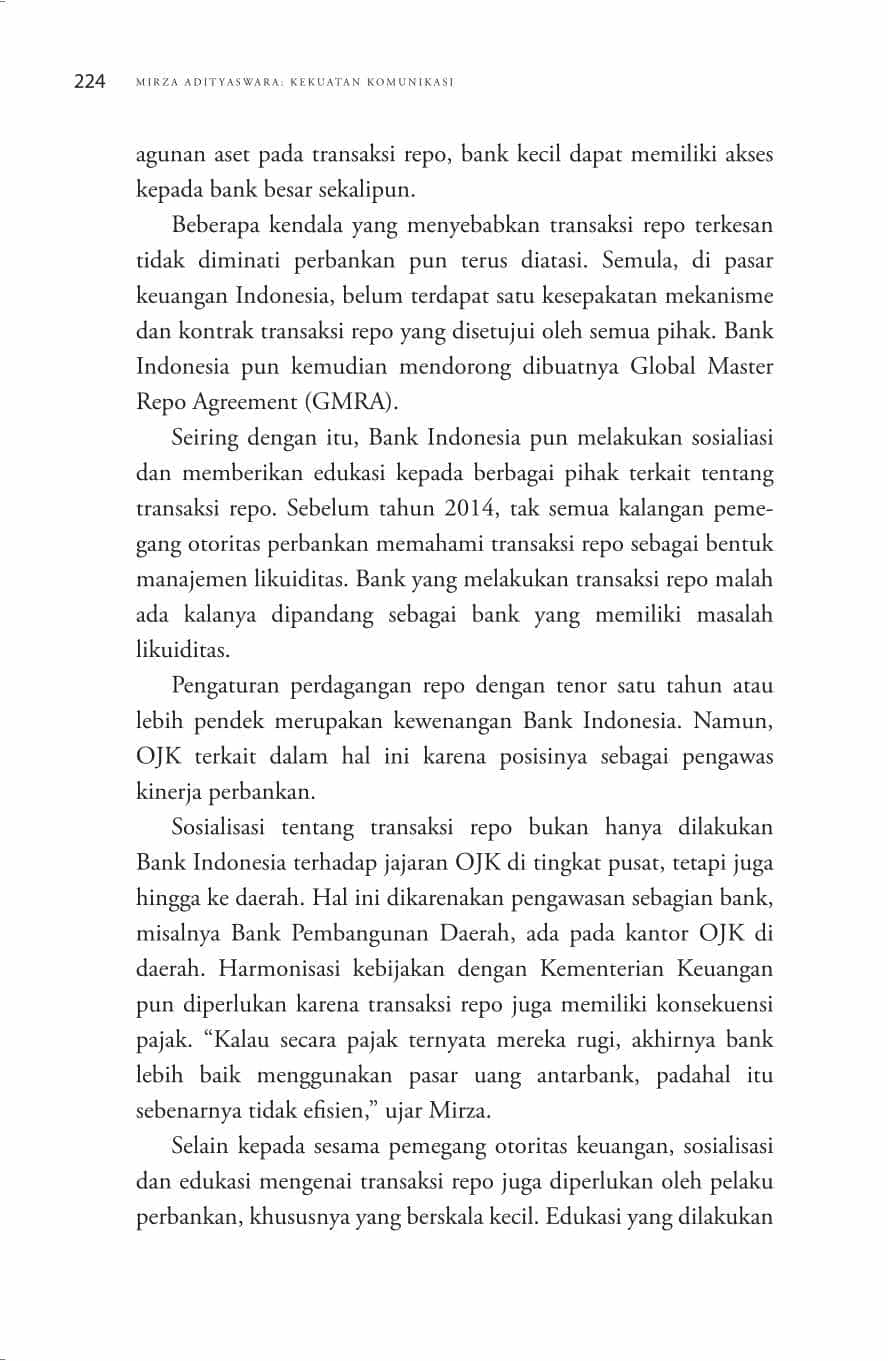 224 MIRZA ADITYASWARA: KEKUATAN KOMUNIKASI
agunan aset pada transaksi repo, bank kecil dapat memiliki akses
kepada bank besar sekalipun.
Beberapa kendala yang menyebabkan transaksi repo terkesan
tidak diminati perbankan pun terus diatasi. Semula, di pasar
keuangan Indonesia, belum terdapat satu kesepakatan mekanisme
dan kontrak transaksi repo yang disetujui oleh semua pihak. Bank
Indonesia pun kemudian mendorong dibuatnya Global Master
Repo Agreement (GMRA).
Seiring dengan itu, Bank Indonesia pun melakukan sosialiasi
dan memberikan edukasi kepada berbagai pihak terkait tentang
transaksi repo. Sebelum tahun 2014, tak semua kalangan peme-
gang otoritas perbankan memahami transaksi repo sebagai bentuk
manajemen likuiditas. Bank yang melakukan transaksi repo malah
ada kalanya dipandang sebagai bank yang memiliki masalah
likuiditas.
Pengaturan perdagangan repo dengan tenor satu tahun atau
lebih pendek merupakan kewenangan Bank Indonesia. Namun,
OJK terkait dalam hal ini karena posisinya sebagai pengawas
kinerja perbankan.
Sosialisasi tentang transaksi repo bukan hanya dilakukan
Bank Indonesia terhadap jajaran OJK di tingkat pusat, tetapi juga
hingga ke daerah. Hal ini dikarenakan pengawasan sebagian bank,
misalnya Bank Pembangunan Daerah, ada pada kantor OJK di
daerah. Harmonisasi kebijakan dengan Kementerian Keuangan
pun diperlukan karena transaksi repo juga memiliki konsekuensi
pajak. “Kalau secara pajak ternyata mereka rugi, akhirnya bank
lebih baik menggunakan pasar uang antarbank, padahal itu
sebenarnya tidak efisien,” ujar Mirza.
Selain kepada sesama pemegang otoritas keuangan, sosialisasi
dan edukasi mengenai transaksi repo juga diperlukan oleh pelaku
perbankan, khususnya yang berskala kecil. Edukasi yang dilakukan